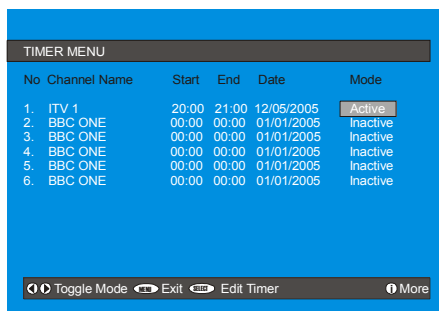 TIMER MENU
No Channel Name Start End Date Mode
1. ITV 1 20:00 21:00 12/05/2005 Active
2. BBC ONE 00:00 00:00 01/01/2005 Inactive
3. BBC ONE 00:00 00:00 01/01/2005 Inactive
4. BBC ONE 00:00 00:00 01/01/2005 Inactive
5. BBC ONE 00:00 00:00 01/01/2005 Inactive
6. BBC ONE 00:00 00:00 01/01/2005 Inactive
Toggle Mode MENU Exit SELECT Edit Timer i More